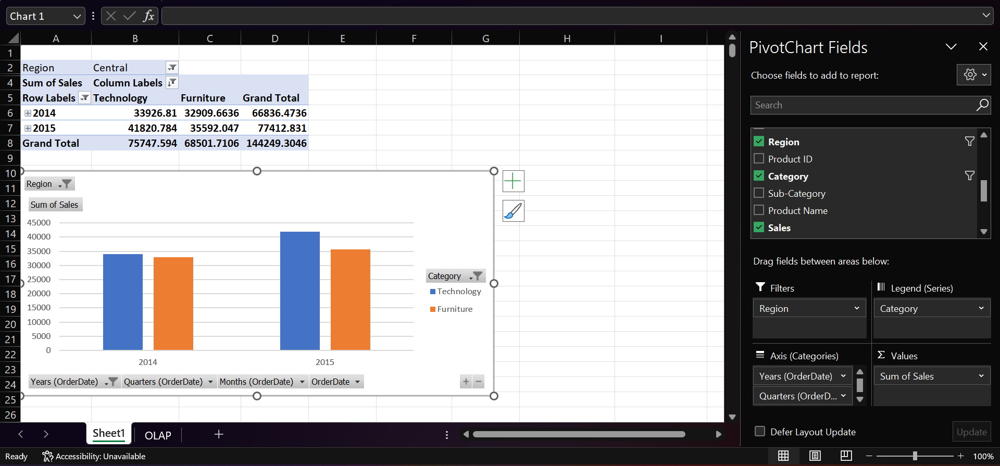 Chart 1
fx
A B C D E F G H I
1
2 Region Central
4 Sum of Sales Column Labels
5 Row Labels Technology Furniture Grand Total
6 2014 33926.81 32909.6636 66836.4736
7 2015 41820.784 35592.047 77412.831
8 Grand Total 75747.594 68501.7106 144249.3046
9
10
11
12
13
14
15
16
17
18
19
20
21
22
23
24
25
26
Region
Sum of Sales
45000
40000
35000
30000
25000
20000
15000
10000
5000
0
2014 2015
Category
Technology
Furniture
Years (OrderDate) Quarters (OrderDate) Months (OrderDate) OrderDate
Sheet1 OLAP
Ready Accessibility: Unavailable
PivotChart Fields
Choose fields to add to report:
Search
Region
Product ID
Category
Sub-Category
Product Name
Sales
Drag fields between areas below:
Filters
Region
Legend (Series)
Category
Axis (Categories)
Years (OrderDate)
Quarters (OrderD...
Σ Values
Sum of Sales
Defer Layout Update Update
100%